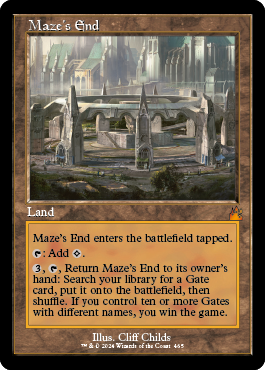 Maze's End
Land
Maze's End enters the battlefield tapped.
: Add .
3, , Return Maze's End to its owner's
hand: Search your library for a Gate
card, put it onto the battlefield, then
shuffle. If you control ten or more Gates
with different names, you win the game.
Illus. Cliff Childs
™ & © 2024 Wizards of the Coast 465